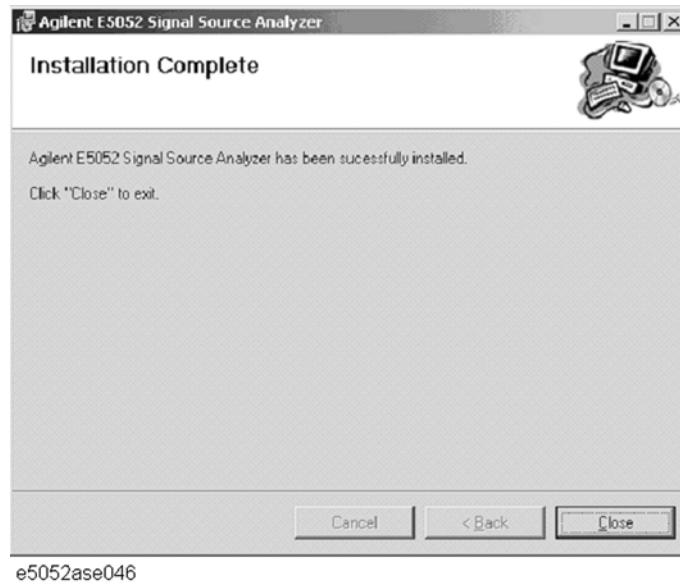 Agilent E5052 Signal Source Analyzer
Installation Complete
Agilent E5052 Signal Source Analyzer has been sucessfully installed.
Click "Close" to exit.
Cancel
< Back
Close
e5052ase046